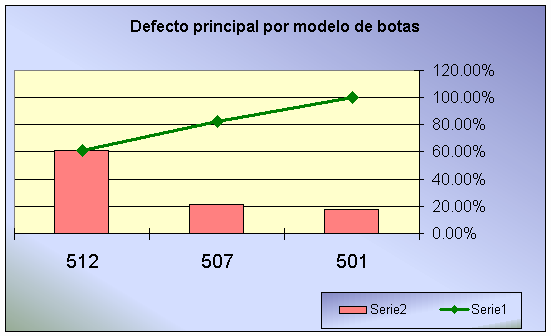 Defecto principal por modelo de botas
120.00%
100.00%
80.00%
60.00%
40.00%
20.00%
0.00%
512 507 501
Serie2 Serie1